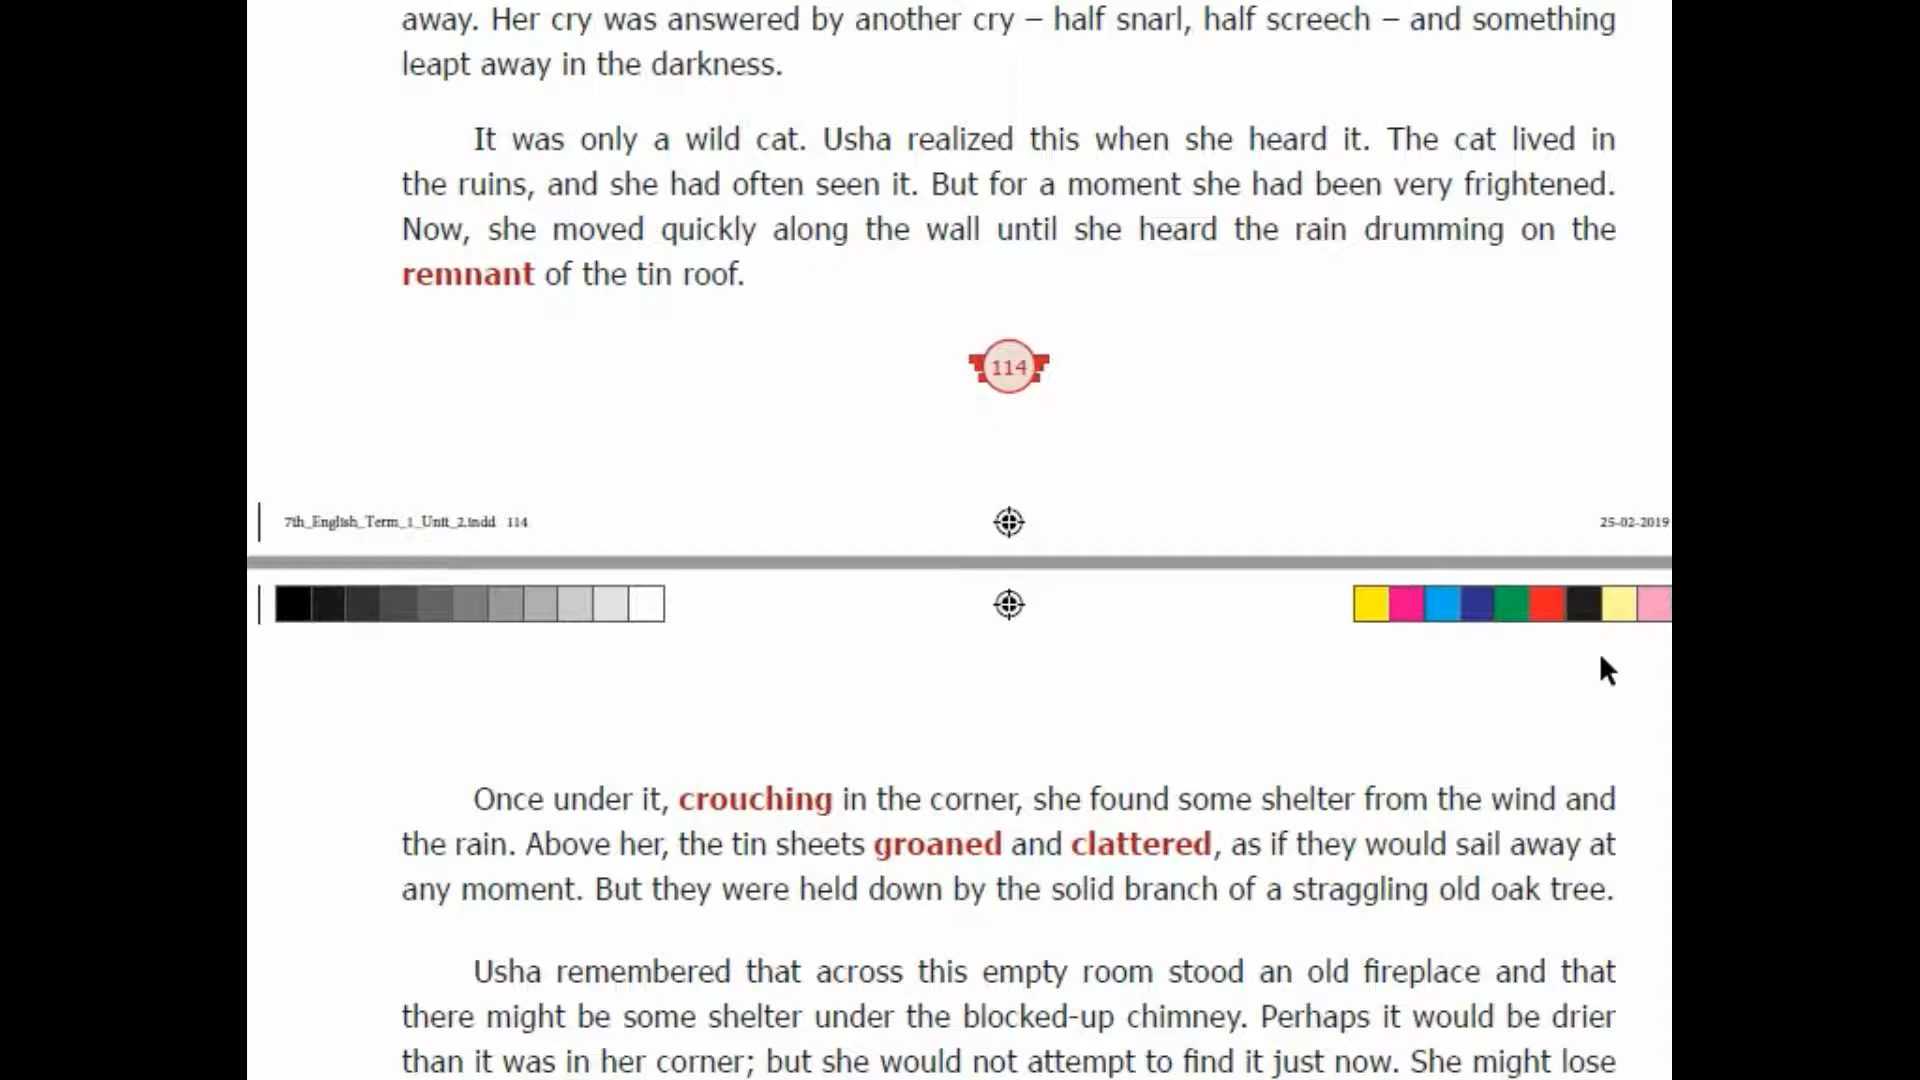 away. Her cry was answered by another cry – half snarl, half screech – and something
leapt away in the darkness.
It was only a wild cat. Usha realized this when she heard it. The cat lived in
the ruins, and she had often seen it. But for a moment she had been very frightened.
Now, she moved quickly along the wall until she heard the rain drumming on the
remnant of the tin roof.
114
7th_English_Term_1_Unit_2.indd 114
25-02-2019
Once under it, crouching in the corner, she found some shelter from the wind and
the rain. Above her, the tin sheets groaned and clattered, as if they would sail away at
any moment. But they were held down by the solid branch of a straggling old oak tree.
Usha remembered that across this empty room stood an old fireplace and that
there might be some shelter under the blocked-up chimney. Perhaps it would be drier
than it was in her corner; but she would not attempt to find it just now. She might lose